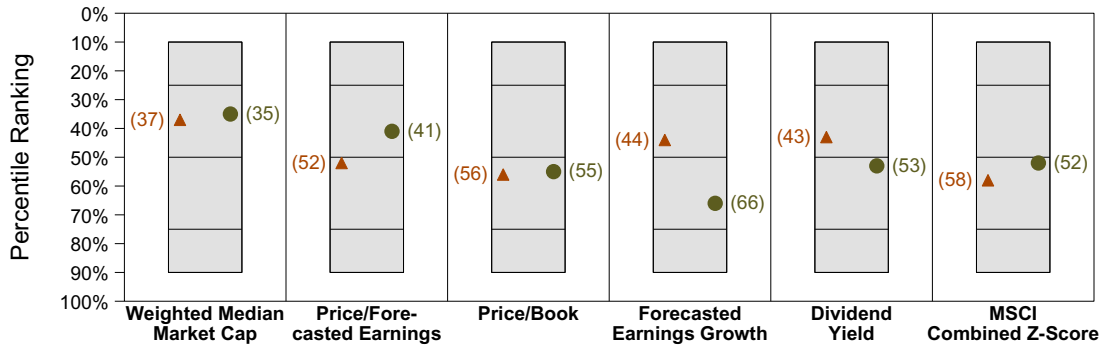 Percentile Ranking
0%
10%
20%
30%
40%
50%
60%
70%
80%
90%
100%
(37)
(35)
(52)
(41)
(56)
(55)
(44)
(66)
(43)
(53)
(58)
(52)
Weighted Median
Market Cap
Price/Fore-
casted Earnings
Price/Book
Forecasted
Earnings Growth
Dividend
Yield
MSCI
Combined Z-Score